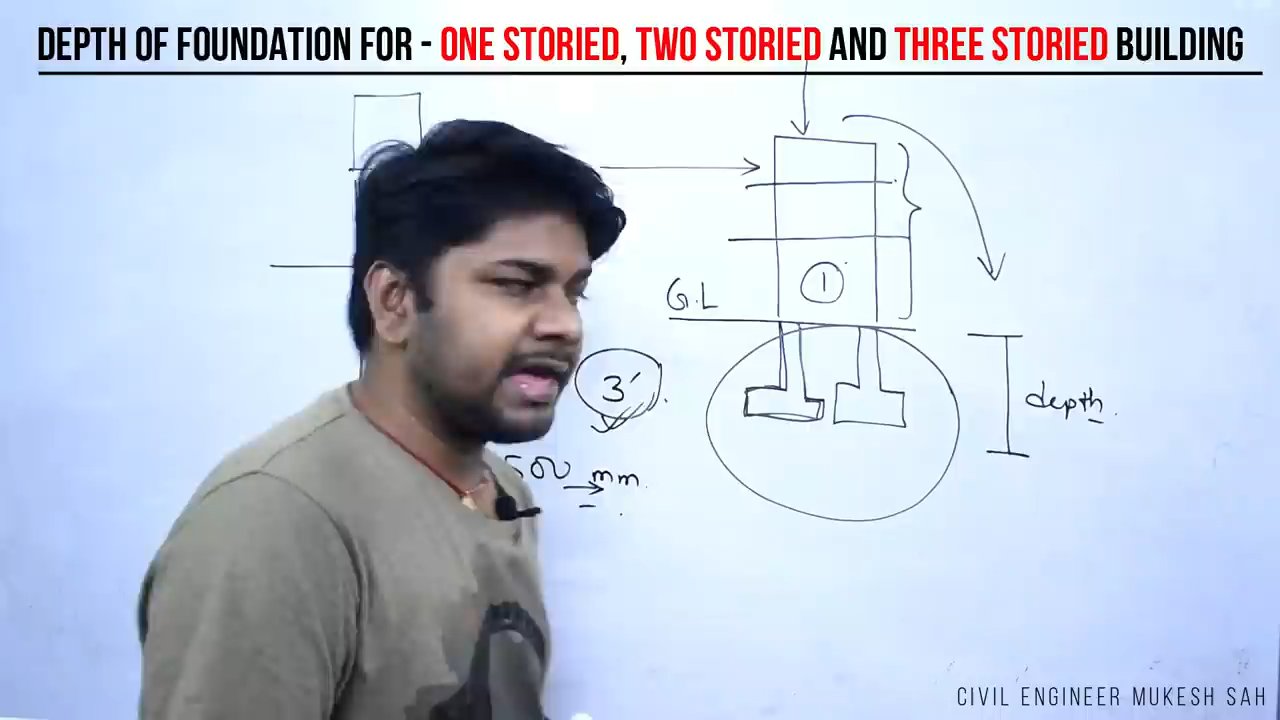 DEPTH OF FOUNDATION FOR - ONE STORIED, TWO STORIED AND THREE STORIED BUILDING
G.L
1
3′
500 mm.
depth.
CIVIL ENGINEER MUKESH SAH